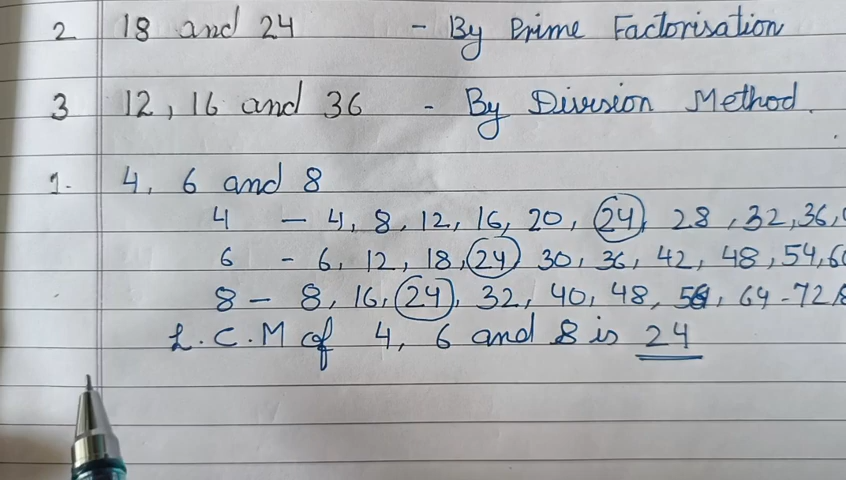 2 18 and 24 - By Prime Factorisation
3 12, 16 and 36 - By Division Method.
1. 4, 6 and 8
4 - 4, 8, 12, 16, 20, 24, 28, 32, 36,
6 - 6, 12, 18, 24 30, 36, 42, 48, 54, 60
8 - 8, 16, 24, 32, 40, 48, 56, 64 - 72
L.C.M of 4, 6 and 8 is 24